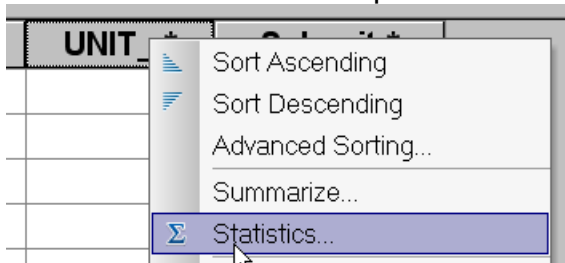 UNIT_
Sort Ascending
Sort Descending
Advanced Sorting...
Summarize...
Statistics...